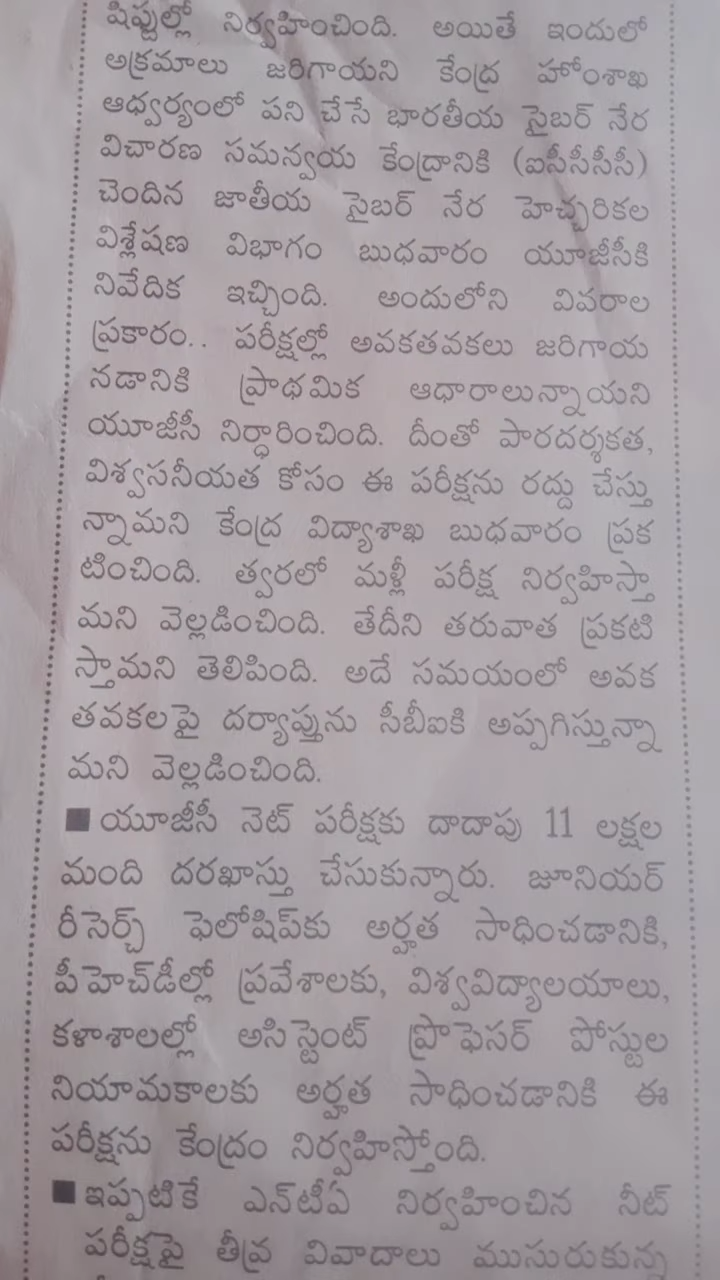 షిఫ్టుల్లో నిర్వహించింది. అయితే ఇందులో
అక్రమాలు జరిగాయని కేంద్ర హోంశాఖ
ఆధ్వర్యంలో పని చేసే భారతీయ సైబర్ నేర
విచారణ సమన్వయ కేంద్రానికి (ఐసీసీసీసీ)
చెందిన జాతీయ సైబర్ నేర హెచ్చరికల
విశ్లేషణ విభాగం బుధవారం యూజీసీకి
నివేదిక ఇచ్చింది. అందులోని వివరాల
ప్రకారం.. పరీక్షల్లో అవకతవకలు జరిగాయ
నడానికి ప్రాథమిక ఆధారాలున్నాయని
యూజీసీ నిర్ధారించింది. దీంతో పారదర్శకత,
విశ్వసనీయత కోసం ఈ పరీక్షను రద్దు చేస్తు
న్నామని కేంద్ర విద్యాశాఖ బుధవారం ప్రక
టించింది. త్వరలో మళ్లీ పరీక్ష నిర్వహిస్తా
మని వెల్లడించింది. తేదీని తరువాత ప్రకటి
స్తామని తెలిపింది. అదే సమయంలో అవక
తవకలపై దర్యాప్తును సీబీఐకి అప్పగిస్తున్నా
మని వెల్లడించింది.
■ యూజీసీ నెట్ పరీక్షకు దాదాపు 11 లక్షల
మంది దరఖాస్తు చేసుకున్నారు. జూనియర్
రీసెర్చ్ ఫెలోషిప్‌కు అర్హత సాధించడానికి,
పీహెచ్‌డీల్లో ప్రవేశాలకు, విశ్వవిద్యాలయాలు,
కళాశాలల్లో అసిస్టెంట్ ప్రొఫెసర్ పోస్టుల
నియామకాలకు అర్హత సాధించడానికి ఈ
పరీక్షను కేంద్రం నిర్వహిస్తోంది.
■ ఇప్పటికే ఎన్‌టీఏ నిర్వహించిన నీట్
పరీక్షపై తీవ్ర వివాదాలు ముసురుకున్న